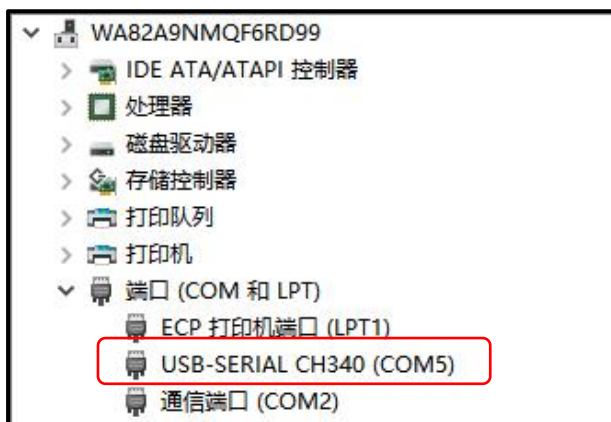 WA82A9NMQF6RD99
IDE ATA/ATAPI 控制器
处理器
磁盘驱动器
存储控制器
打印队列
打印机
端口 (COM 和 LPT)
ECP 打印机端口 (LPT1)
USB-SERIAL CH340 (COM5)
通信端口 (COM2)